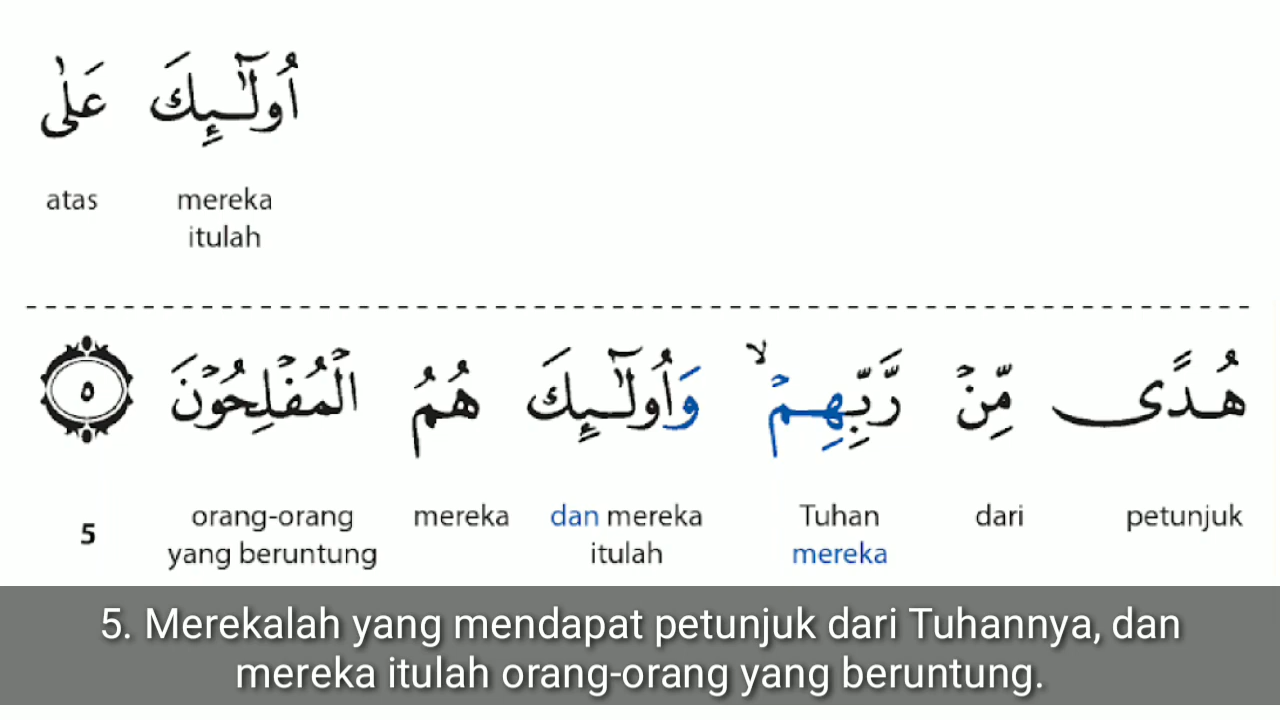 اُولٰٓىِٕكَ عَلٰى
mereka atas
itulah
هُدًى مِّنْ رَّبِّهِمْ ۙ وَاُولٰٓىِٕكَ هُمُ الْمُفْلِحُوْنَ ٥
petunjuk dari Tuhan dan mereka mereka orang-orang 5
mereka itulah yang beruntung
5. Merekalah yang mendapat petunjuk dari Tuhannya, dan
mereka itulah orang-orang yang beruntung.